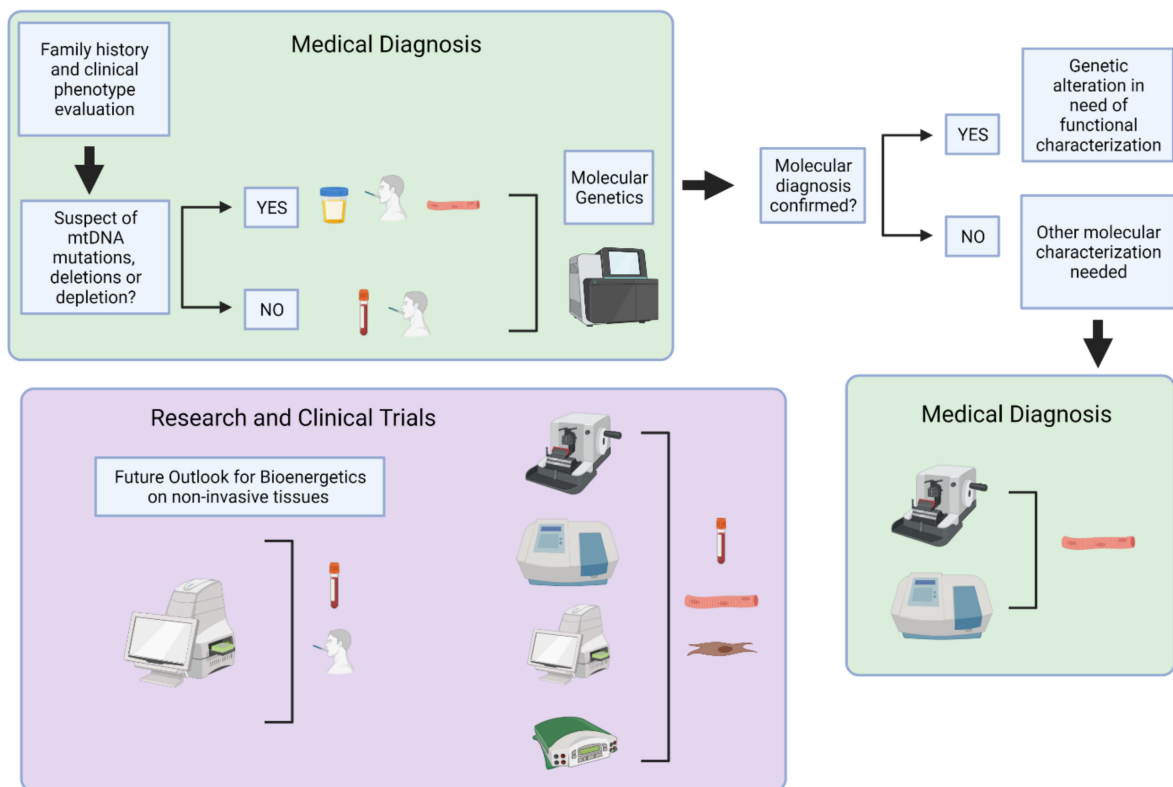 Medical Diagnosis
Family history
and clinical
phenotype
evaluation
Suspect of
mtDNA
mutations,
deletions or
depletion?
YES
NO
Molecular
Genetics
Molecular
diagnosis
confirmed?
YES
NO
Genetic
alteration in
need of
functional
characterization
Other molecular
characterization
needed
Medical Diagnosis
Research and Clinical Trials
Future Outlook for Bioenergetics
on non-invasive tissues